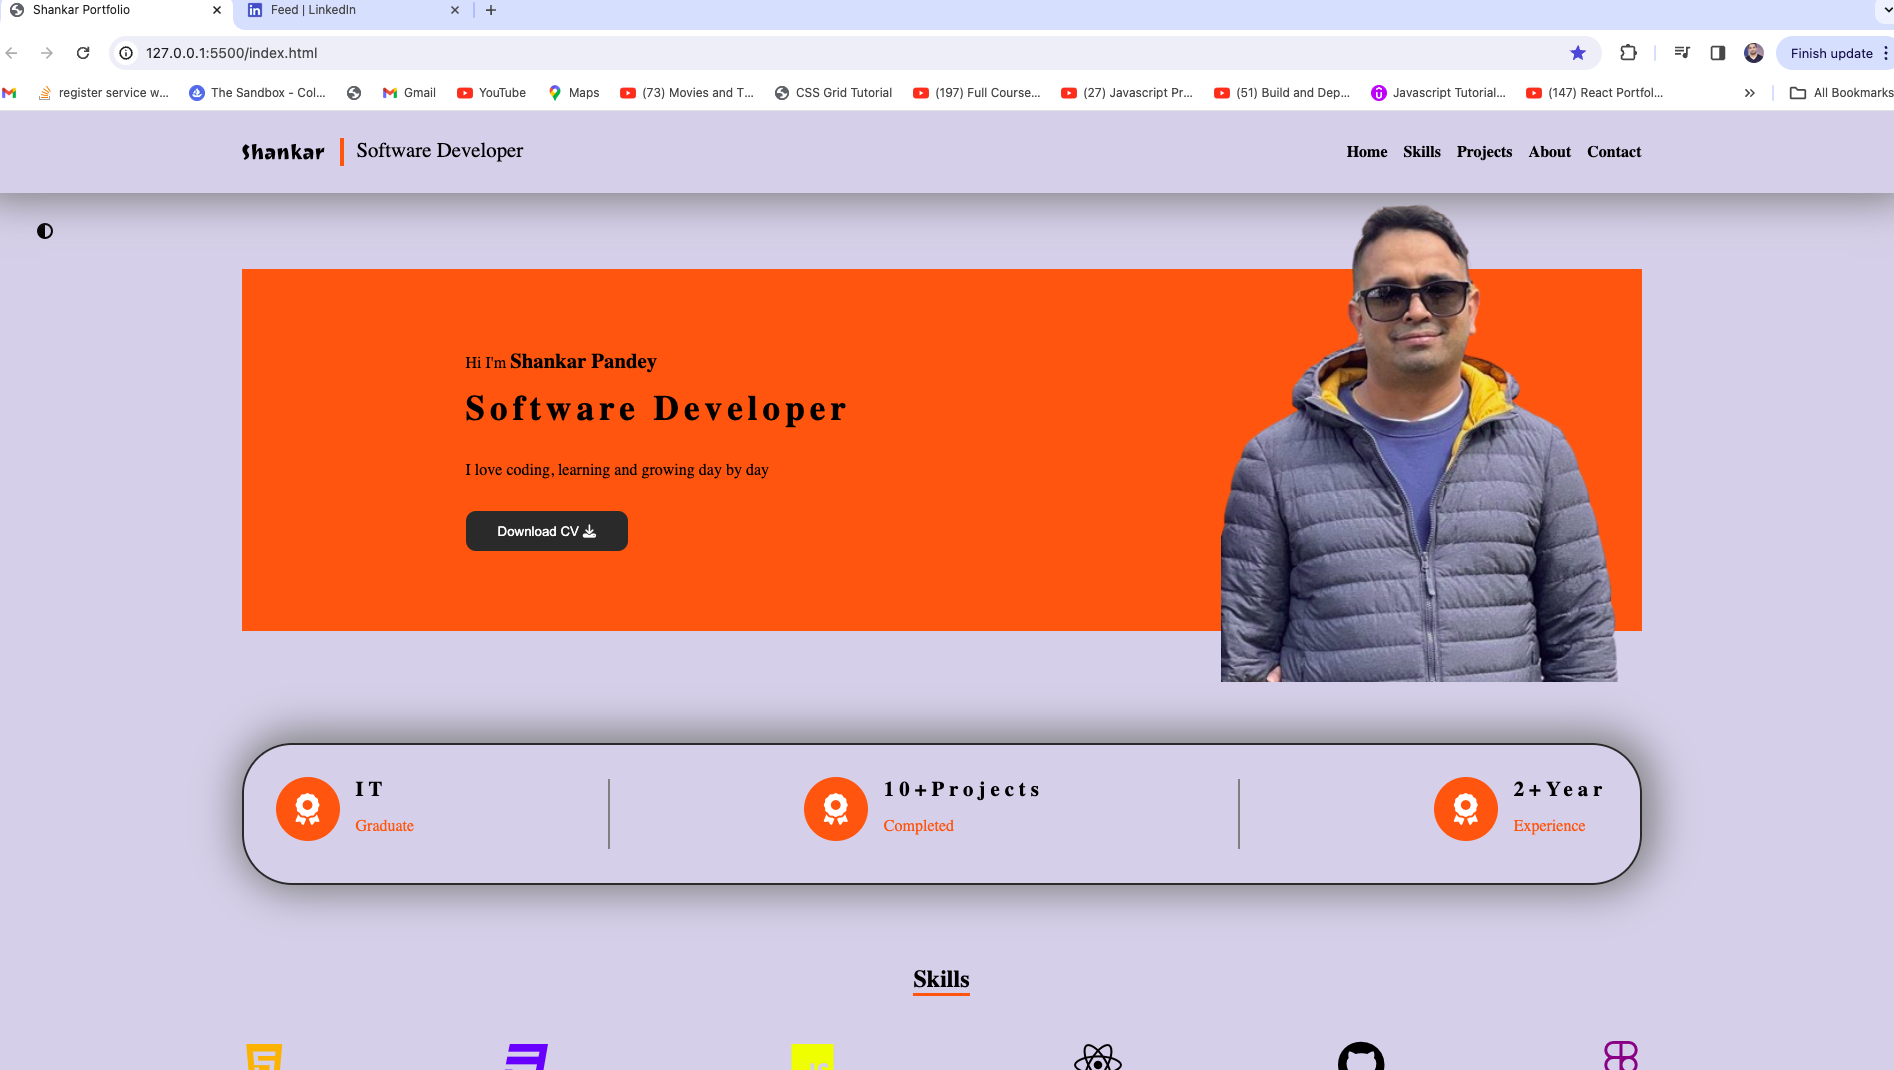 Shankar Portfolio
Feed | LinkedIn
127.0.0.1:5500/index.html
Finish update
register service w...
The Sandbox - Col...
Gmail
YouTube
Maps
(73) Movies and T...
CSS Grid Tutorial
(197) Full Course...
(27) Javascript Pr...
(51) Build and Dep...
Javascript Tutorial...
(147) React Portfol...
All Bookmarks
Shankar
Software Developer
Home
Skills
Projects
About
Contact
Hi I'm Shankar Pandey
Software Developer
I love coding, learning and growing day by day
Download CV
IT
Graduate
10+Projects
Completed
2+Year
Experience
Skills